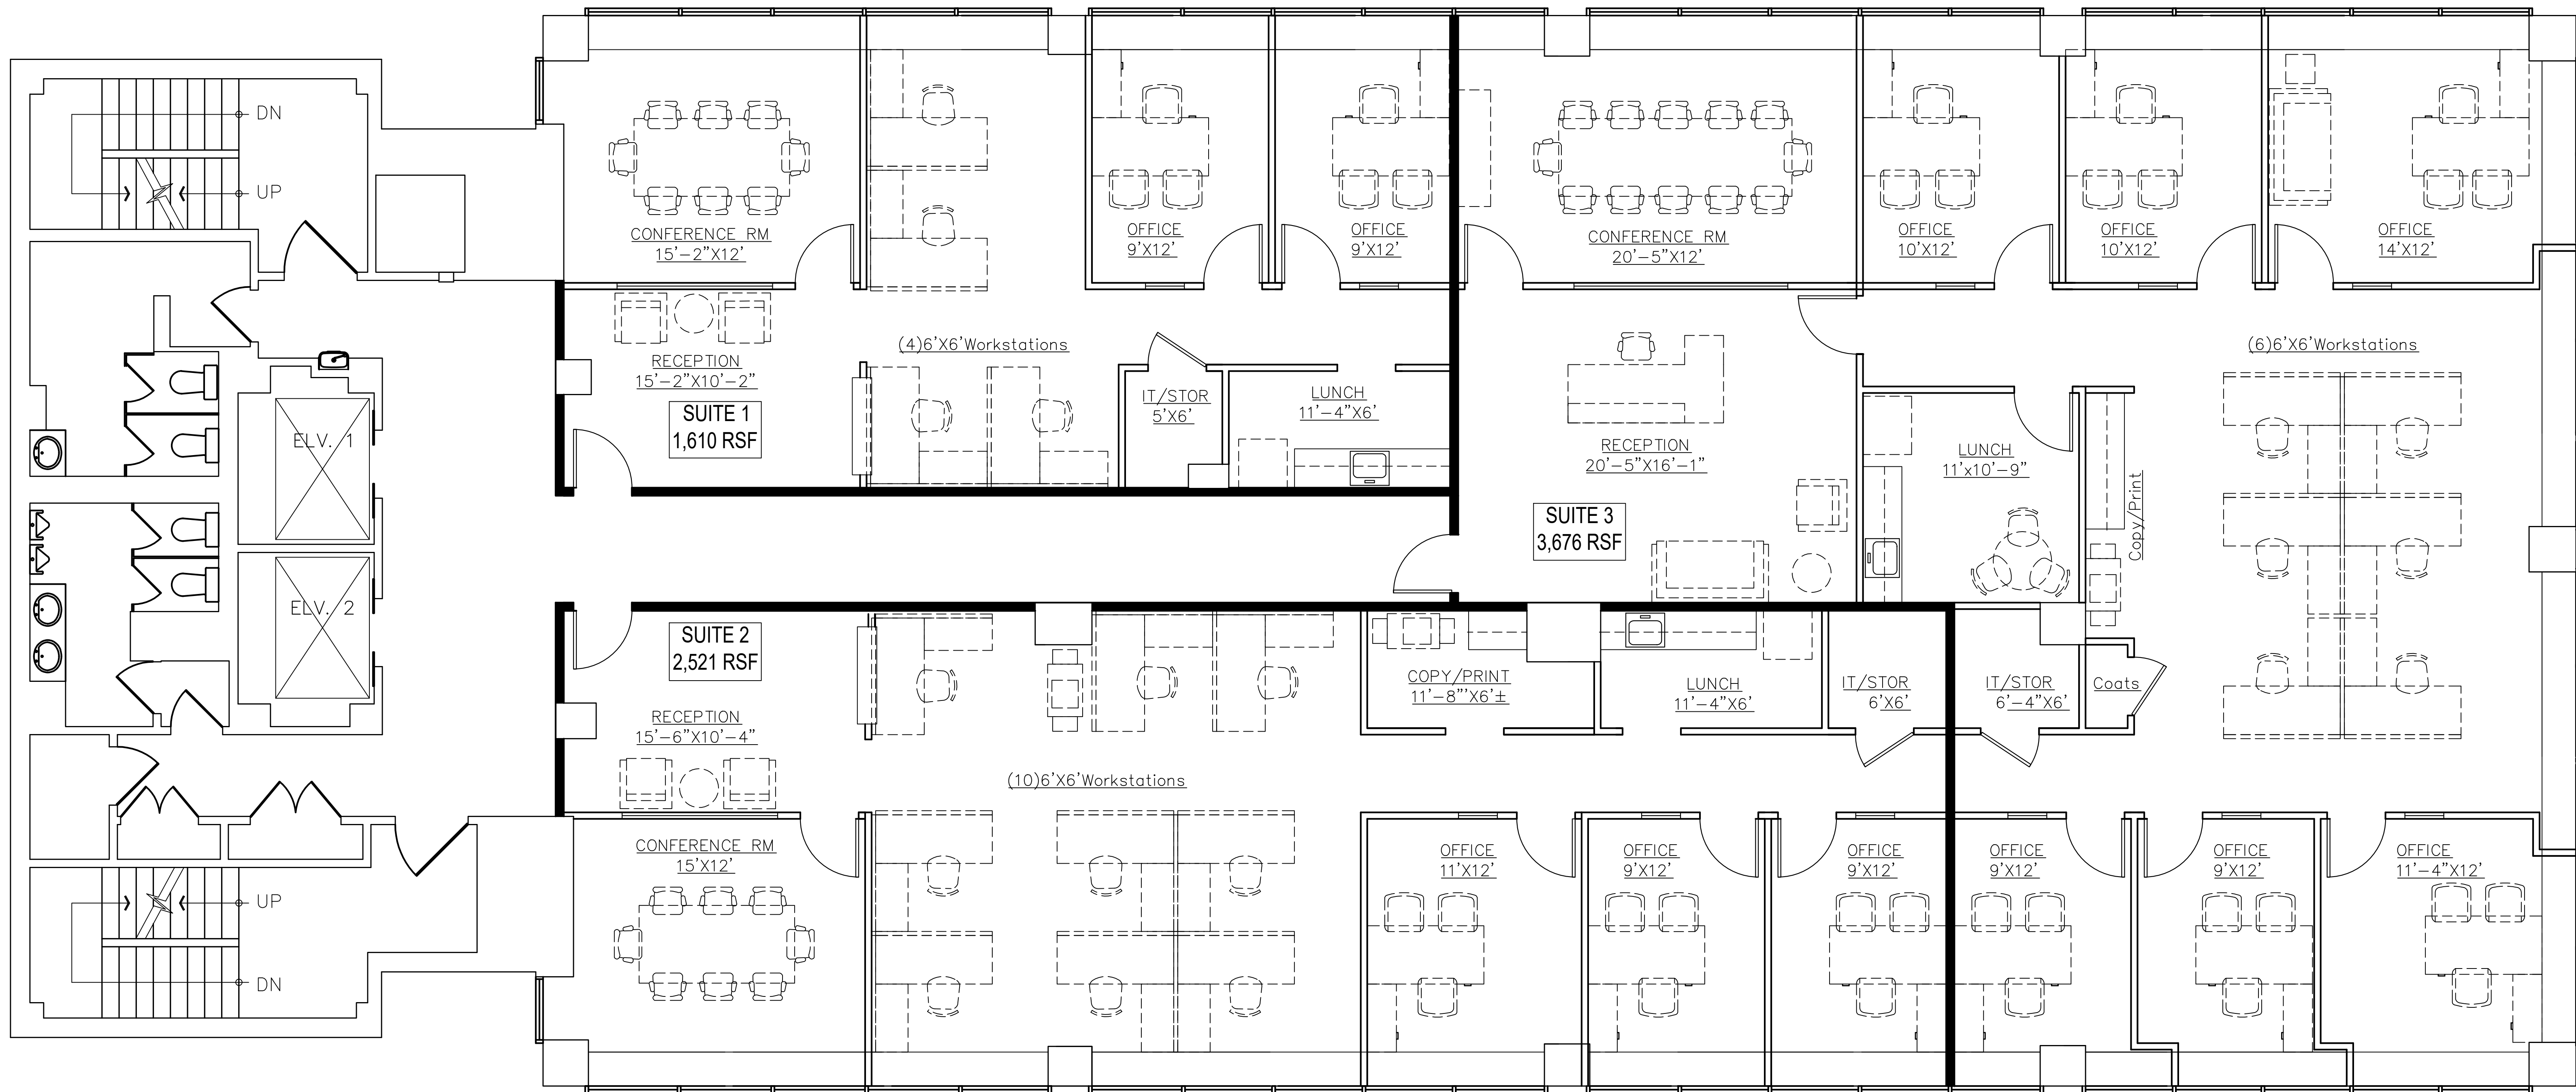 DN
UP
CONFERENCE RM
15'-2"X12'
OFFICE
9'X12'
OFFICE
9'X12'
CONFERENCE RM
20'-5"X12'
OFFICE
10'X12'
OFFICE
10'X12'
OFFICE
14'X12'
(4)6'X6'Workstations
(6)6'X6'Workstations
RECEPTION
15'-2"X10'-2"
SUITE 1
1,610 RSF
IT/STOR
5'X6'
LUNCH
11'-4"X6'
RECEPTION
20'-5"X16'-1"
SUITE 3
3,676 RSF
LUNCH
11'x10'-9"
Copy/Print
ELV. 1
ELV. 2
SUITE 2
2,521 RSF
RECEPTION
15'-6"X10'-4"
COPY/PRINT
11'-8"'X6'±
LUNCH
11'-4"X6'
IT/STOR
6'X6'
IT/STOR
6'-4"X6'
Coats
(10)6'X6'Workstations
CONFERENCE RM
15'X12'
OFFICE
11'X12'
OFFICE
9'X12'
OFFICE
9'X12'
OFFICE
9'X12'
OFFICE
9'X12'
OFFICE
11'-4"X12'
UP
DN